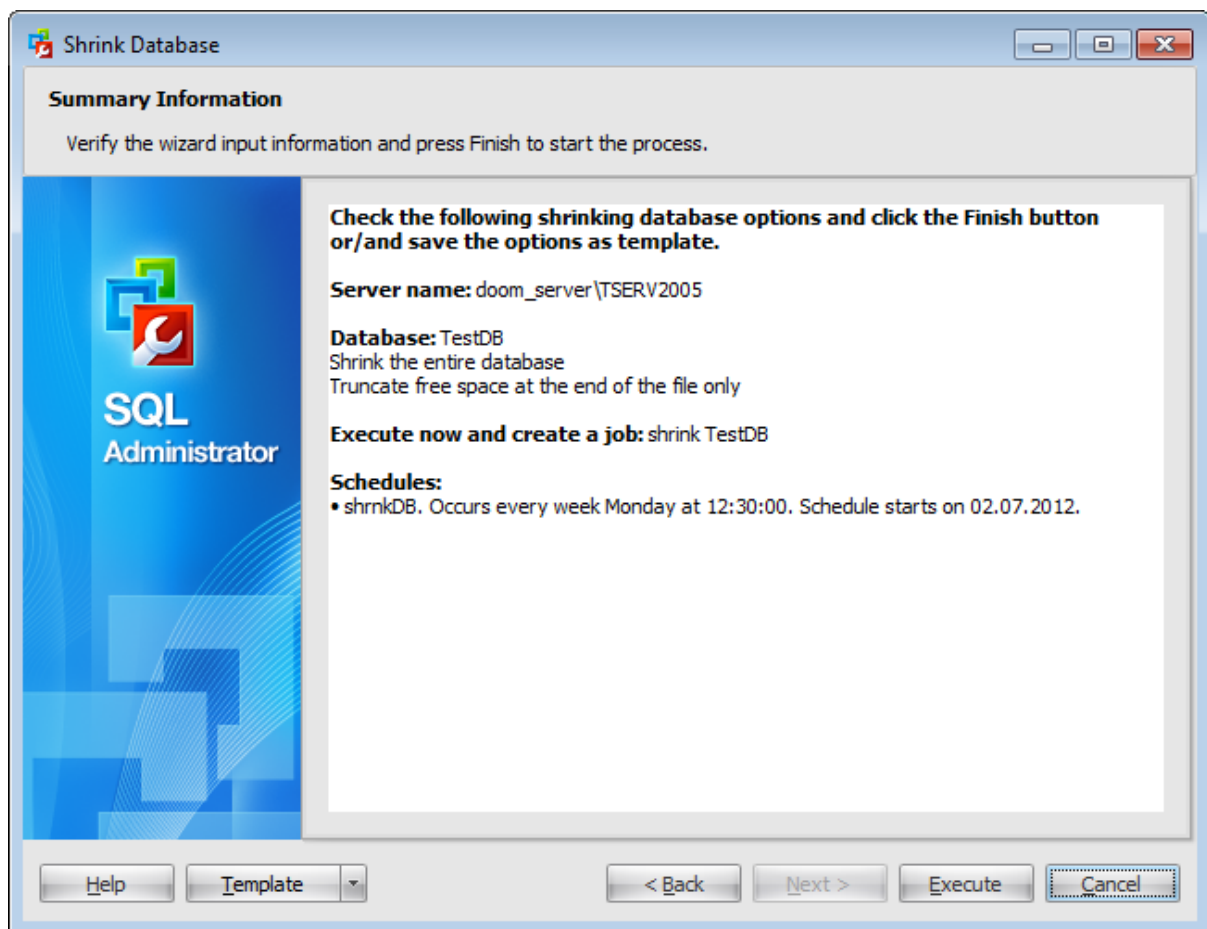 Shrink Database
Summary Information
Verify the wizard input information and press Finish to start the process.
Check the following shrinking database options and click the Finish button
or/and save the options as template.
Server name: doom_server\TSERV2005
Database: TestDB
Shrink the entire database
Truncate free space at the end of the file only
Execute now and create a job: shrink TestDB
Schedules:
• shrnkDB. Occurs every week Monday at 12:30:00. Schedule starts on 02.07.2012.
SQL
Administrator
Help Template < Back Next > Execute Cancel